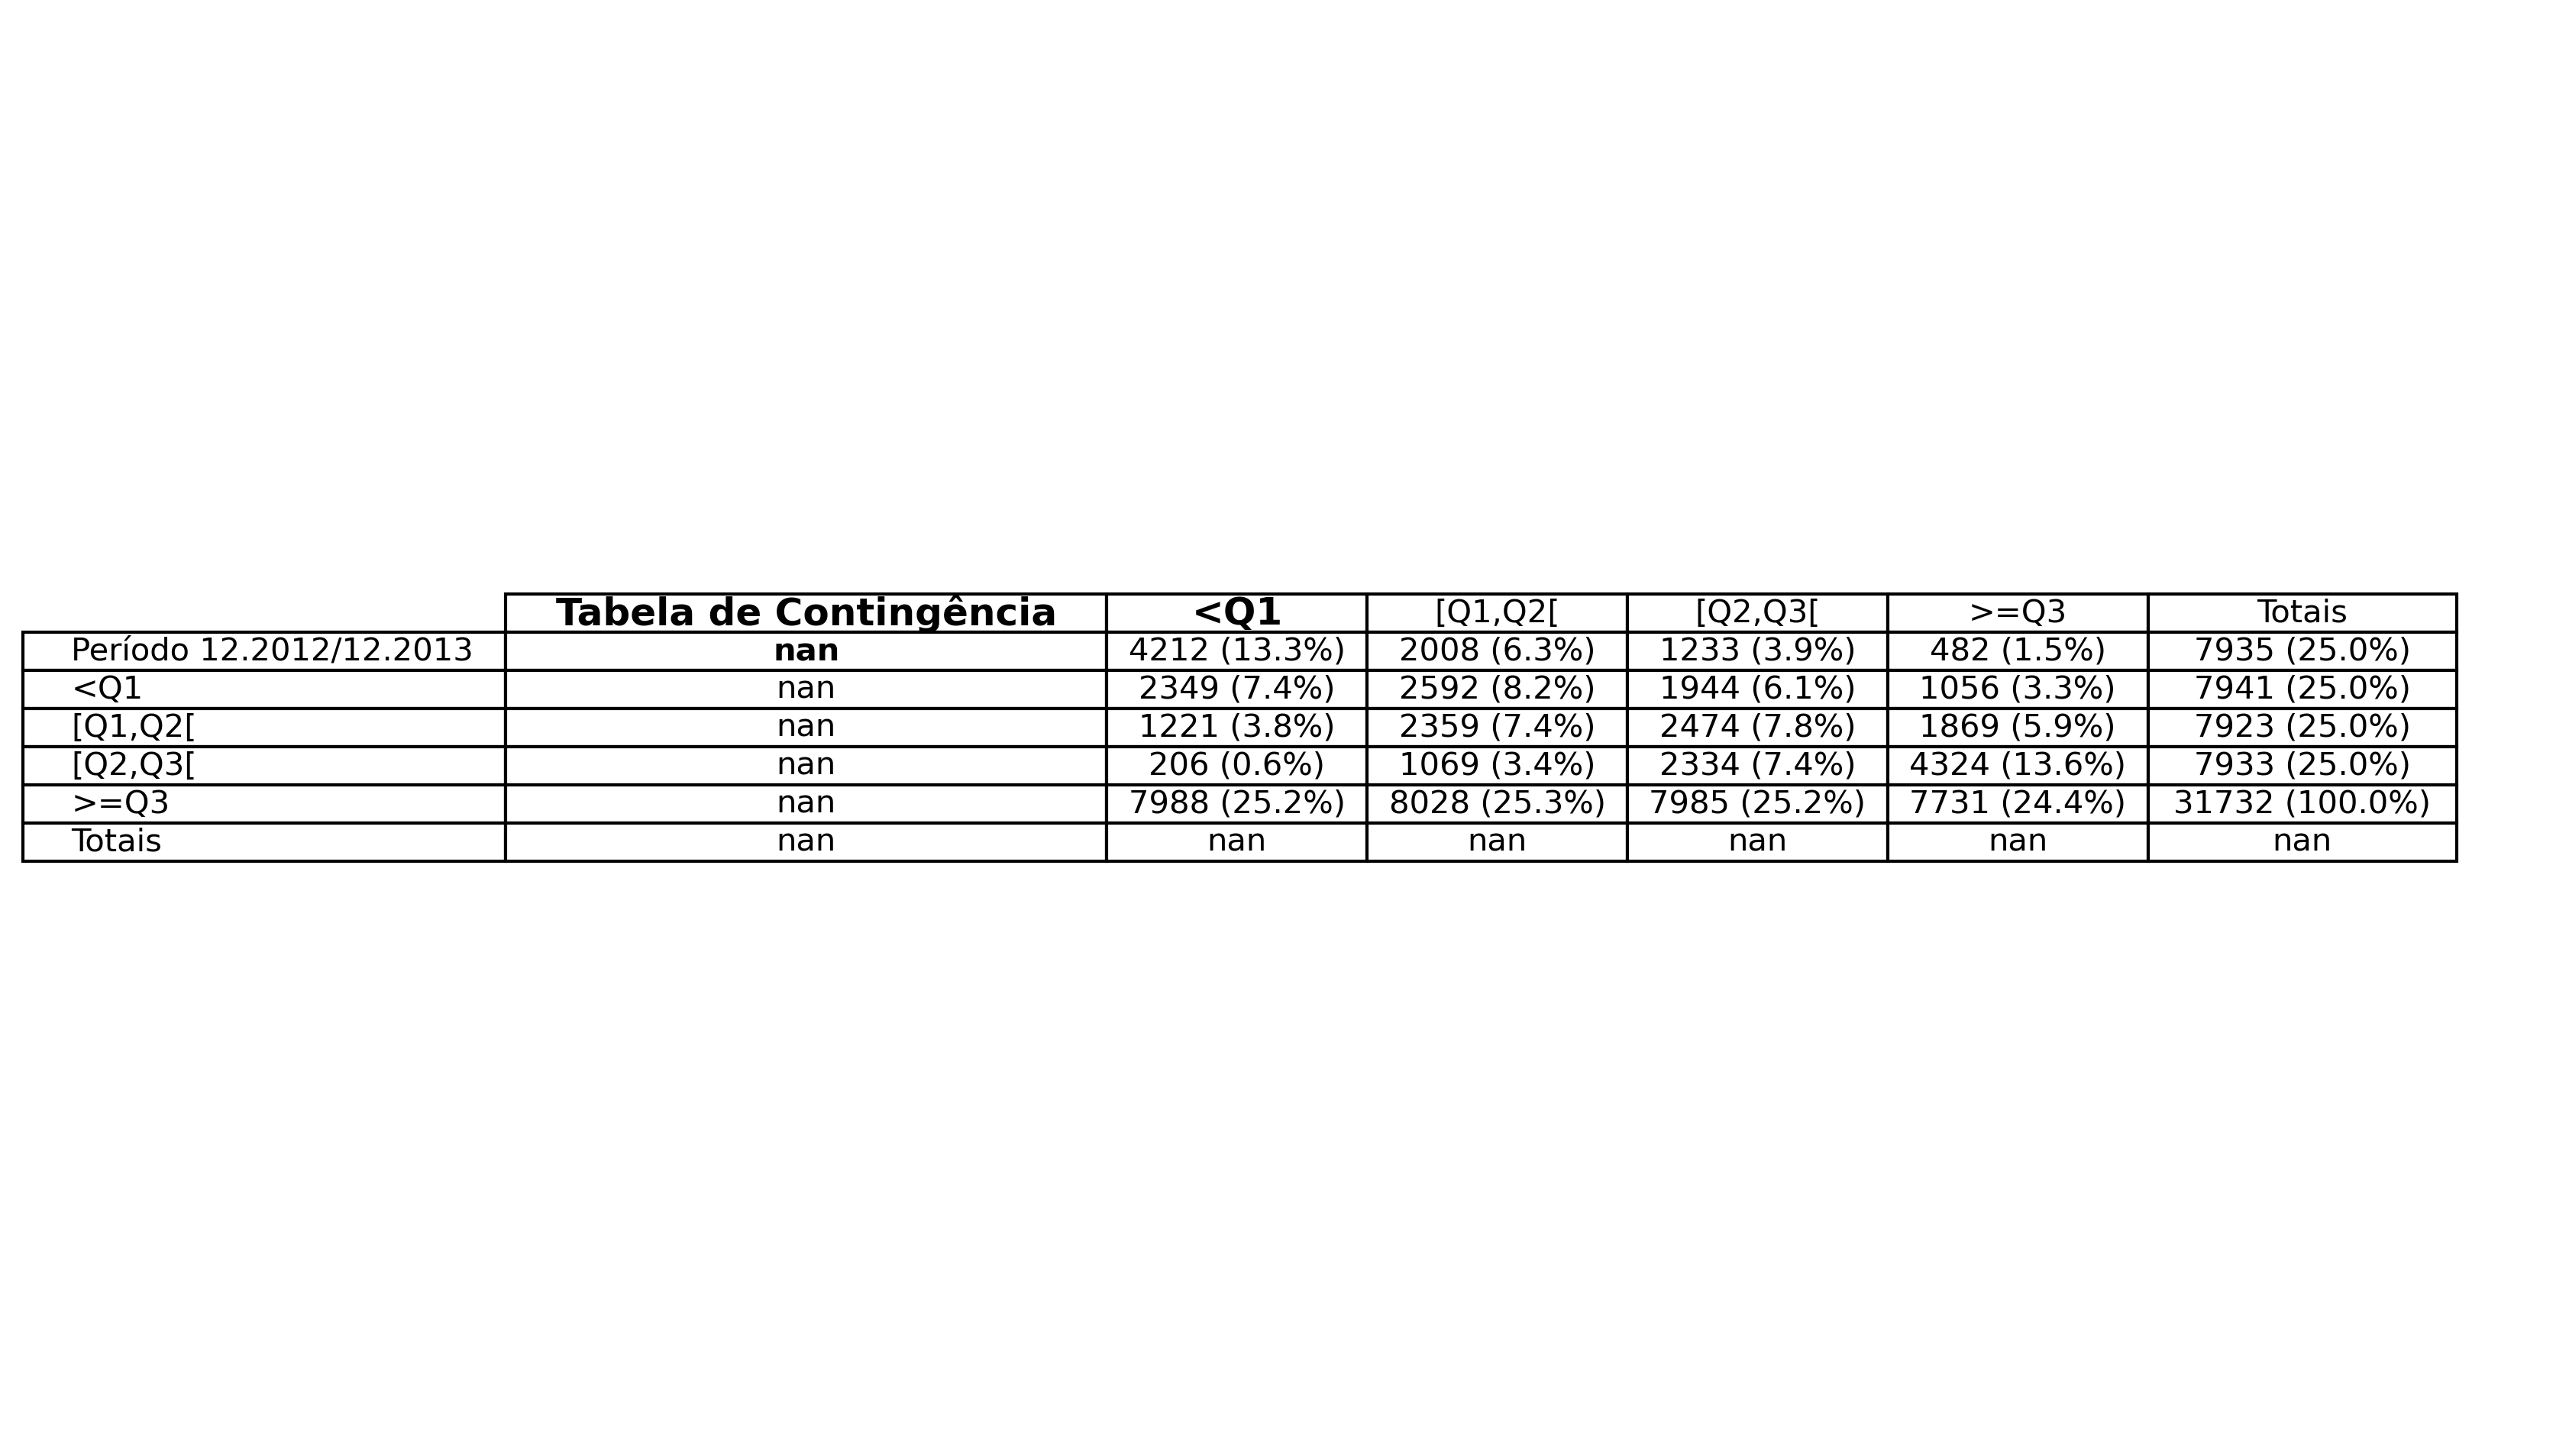 Tabela de Contingência <Q1 [Q1,Q2[ [Q2,Q3[ >=Q3 Totais
Período 12.2012/12.2013 nan 4212 (13.3%) 2008 (6.3%) 1233 (3.9%) 482 (1.5%) 7935 (25.0%)
<Q1 nan 2349 (7.4%) 2592 (8.2%) 1944 (6.1%) 1056 (3.3%) 7941 (25.0%)
[Q1,Q2[ nan 1221 (3.8%) 2359 (7.4%) 2474 (7.8%) 1869 (5.9%) 7923 (25.0%)
[Q2,Q3[ nan 206 (0.6%) 1069 (3.4%) 2334 (7.4%) 4324 (13.6%) 7933 (25.0%)
>=Q3 nan 7988 (25.2%) 8028 (25.3%) 7985 (25.2%) 7731 (24.4%) 31732 (100.0%)
Totais nan nan nan nan nan nan